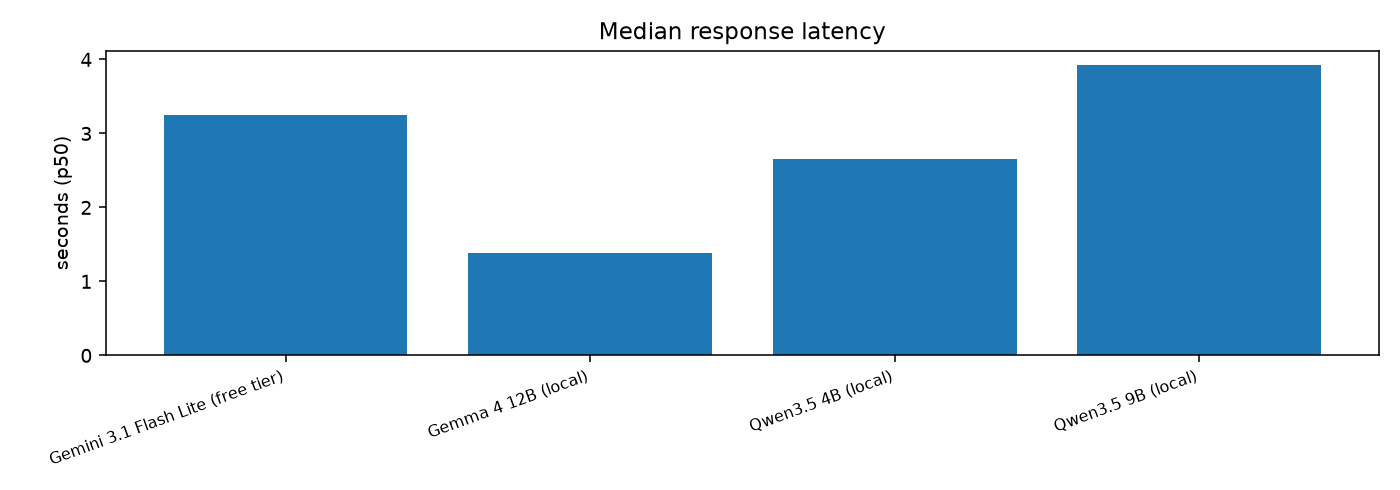 Median response latency
seconds (p50)
4
3
2
1
0
Gemini 3.1 Flash Lite (free tier)
Gemma 4 12B (local)
Qwen3.5 4B (local)
Qwen3.5 9B (local)